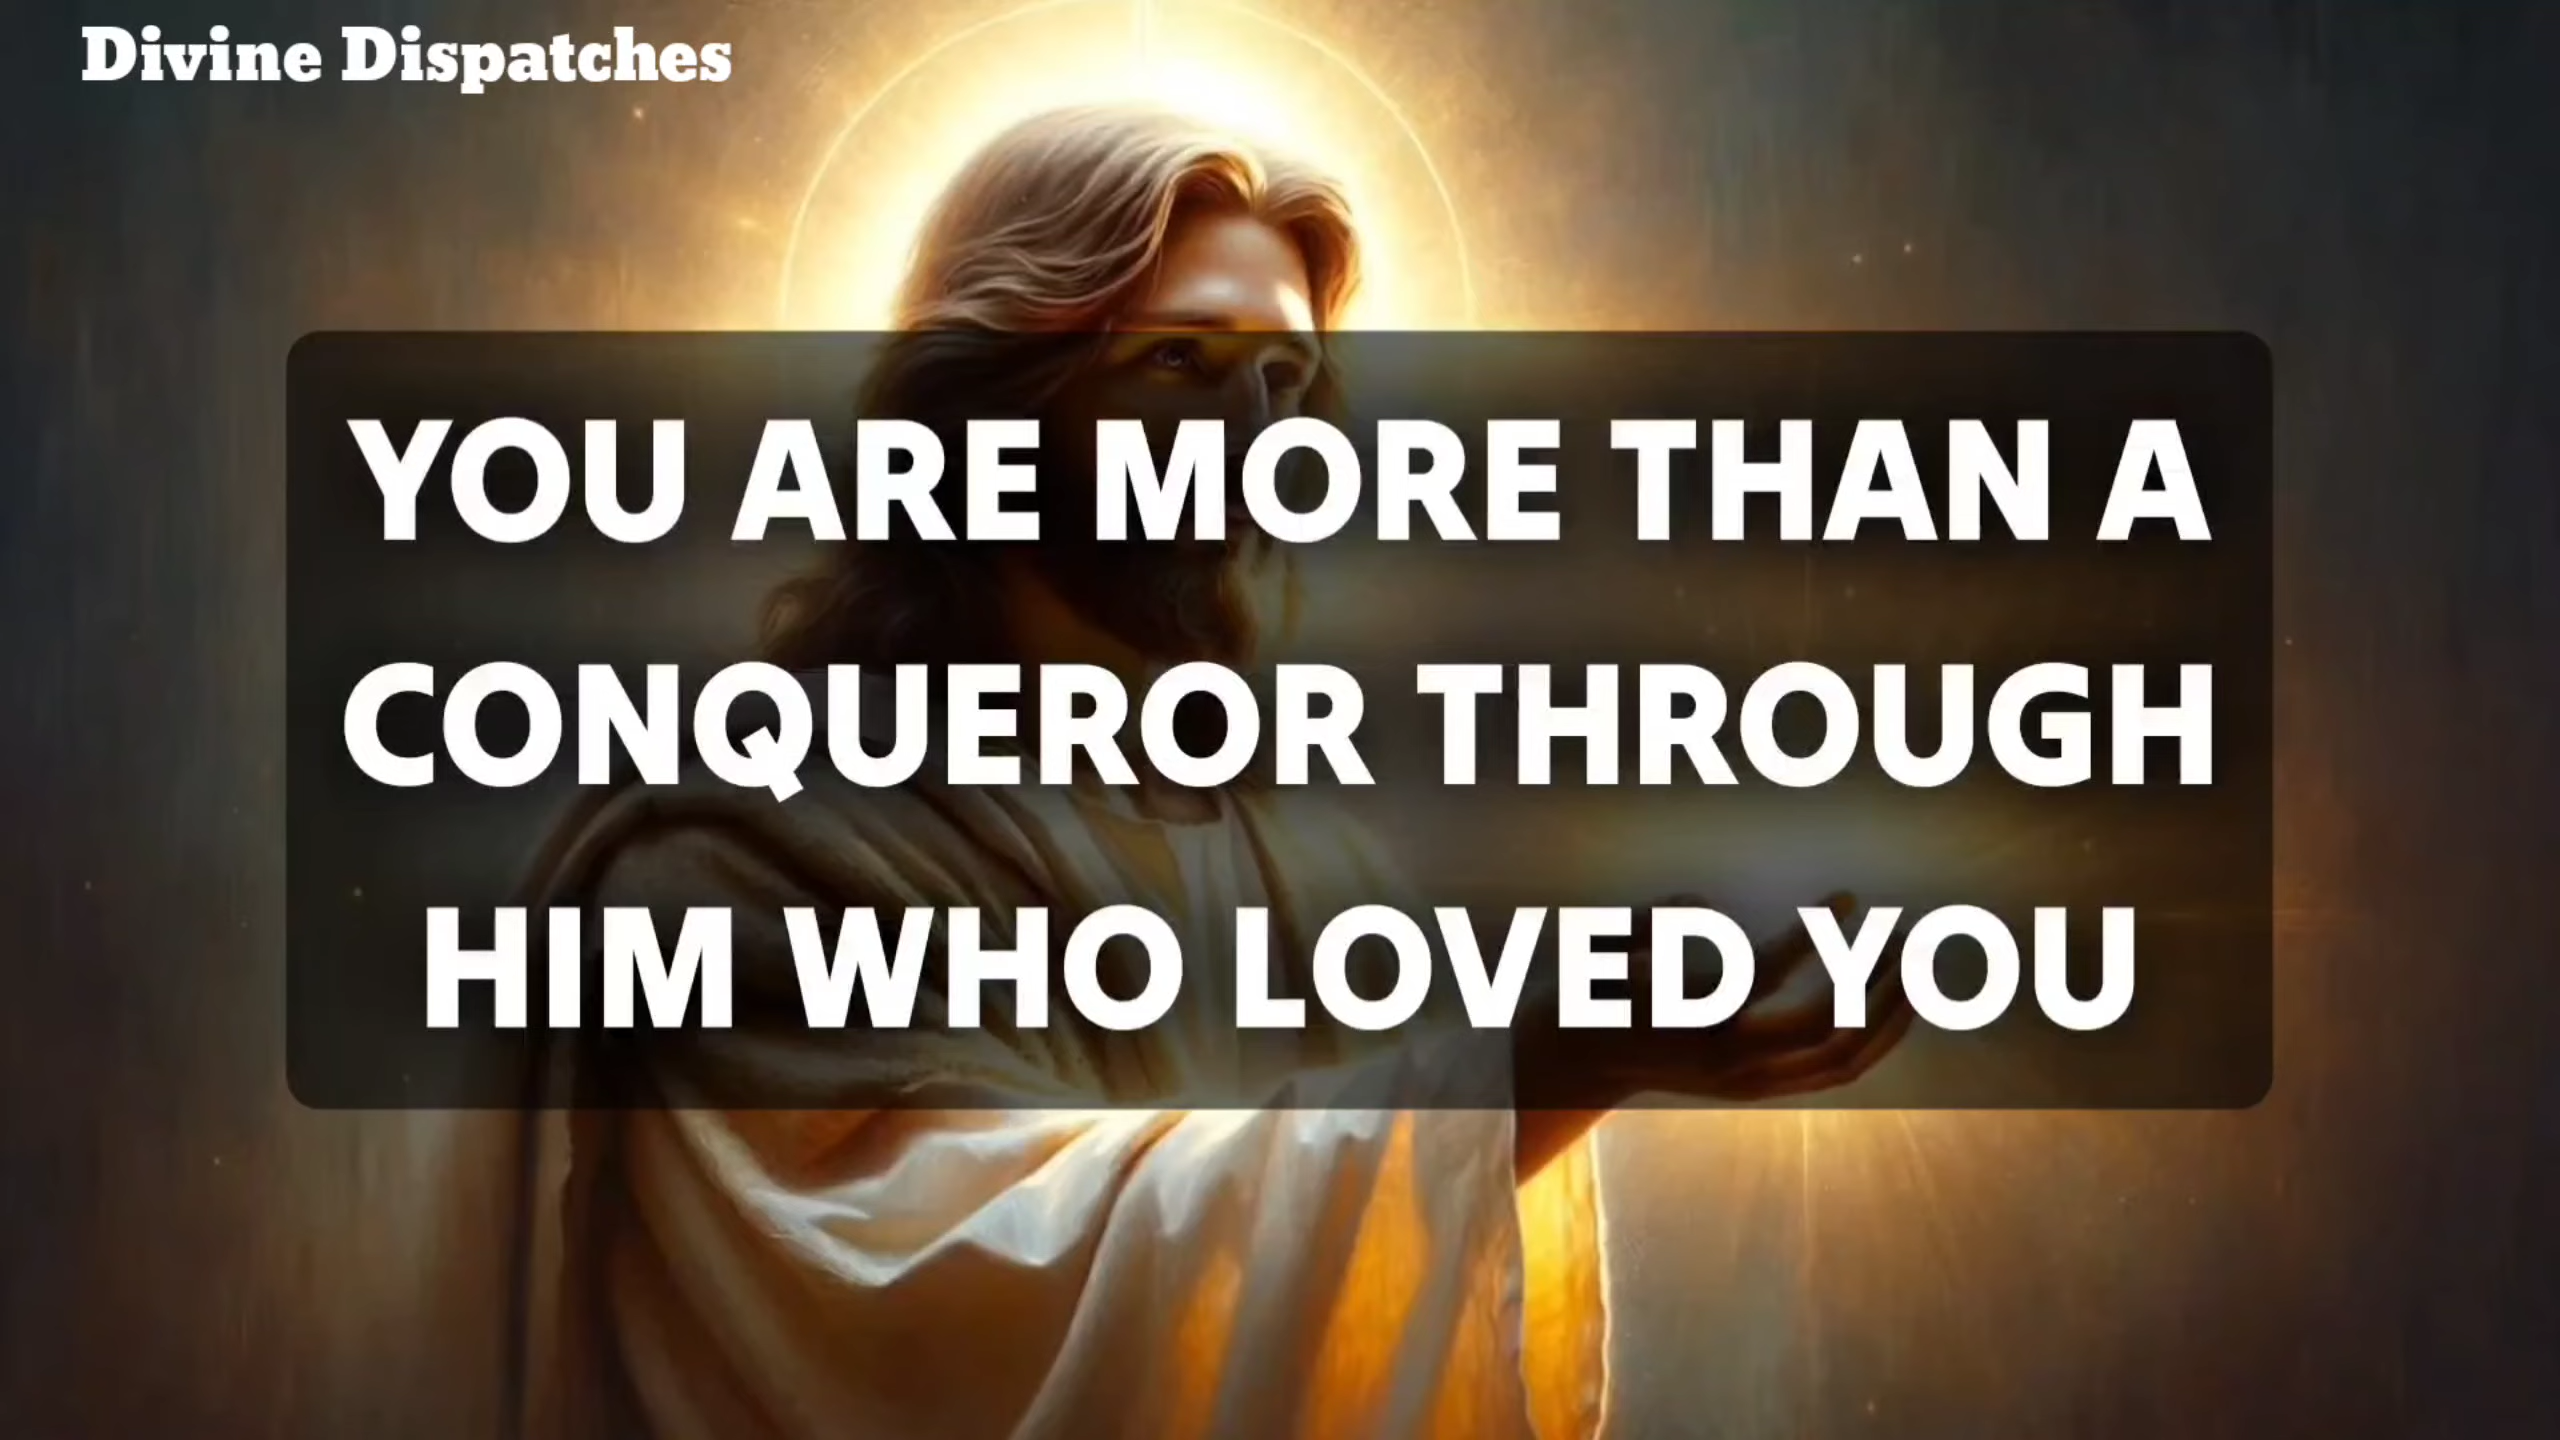 Divine Dispatches
YOU ARE MORE THAN A
CONQUEROR THROUGH
HIM WHO LOVED YOU